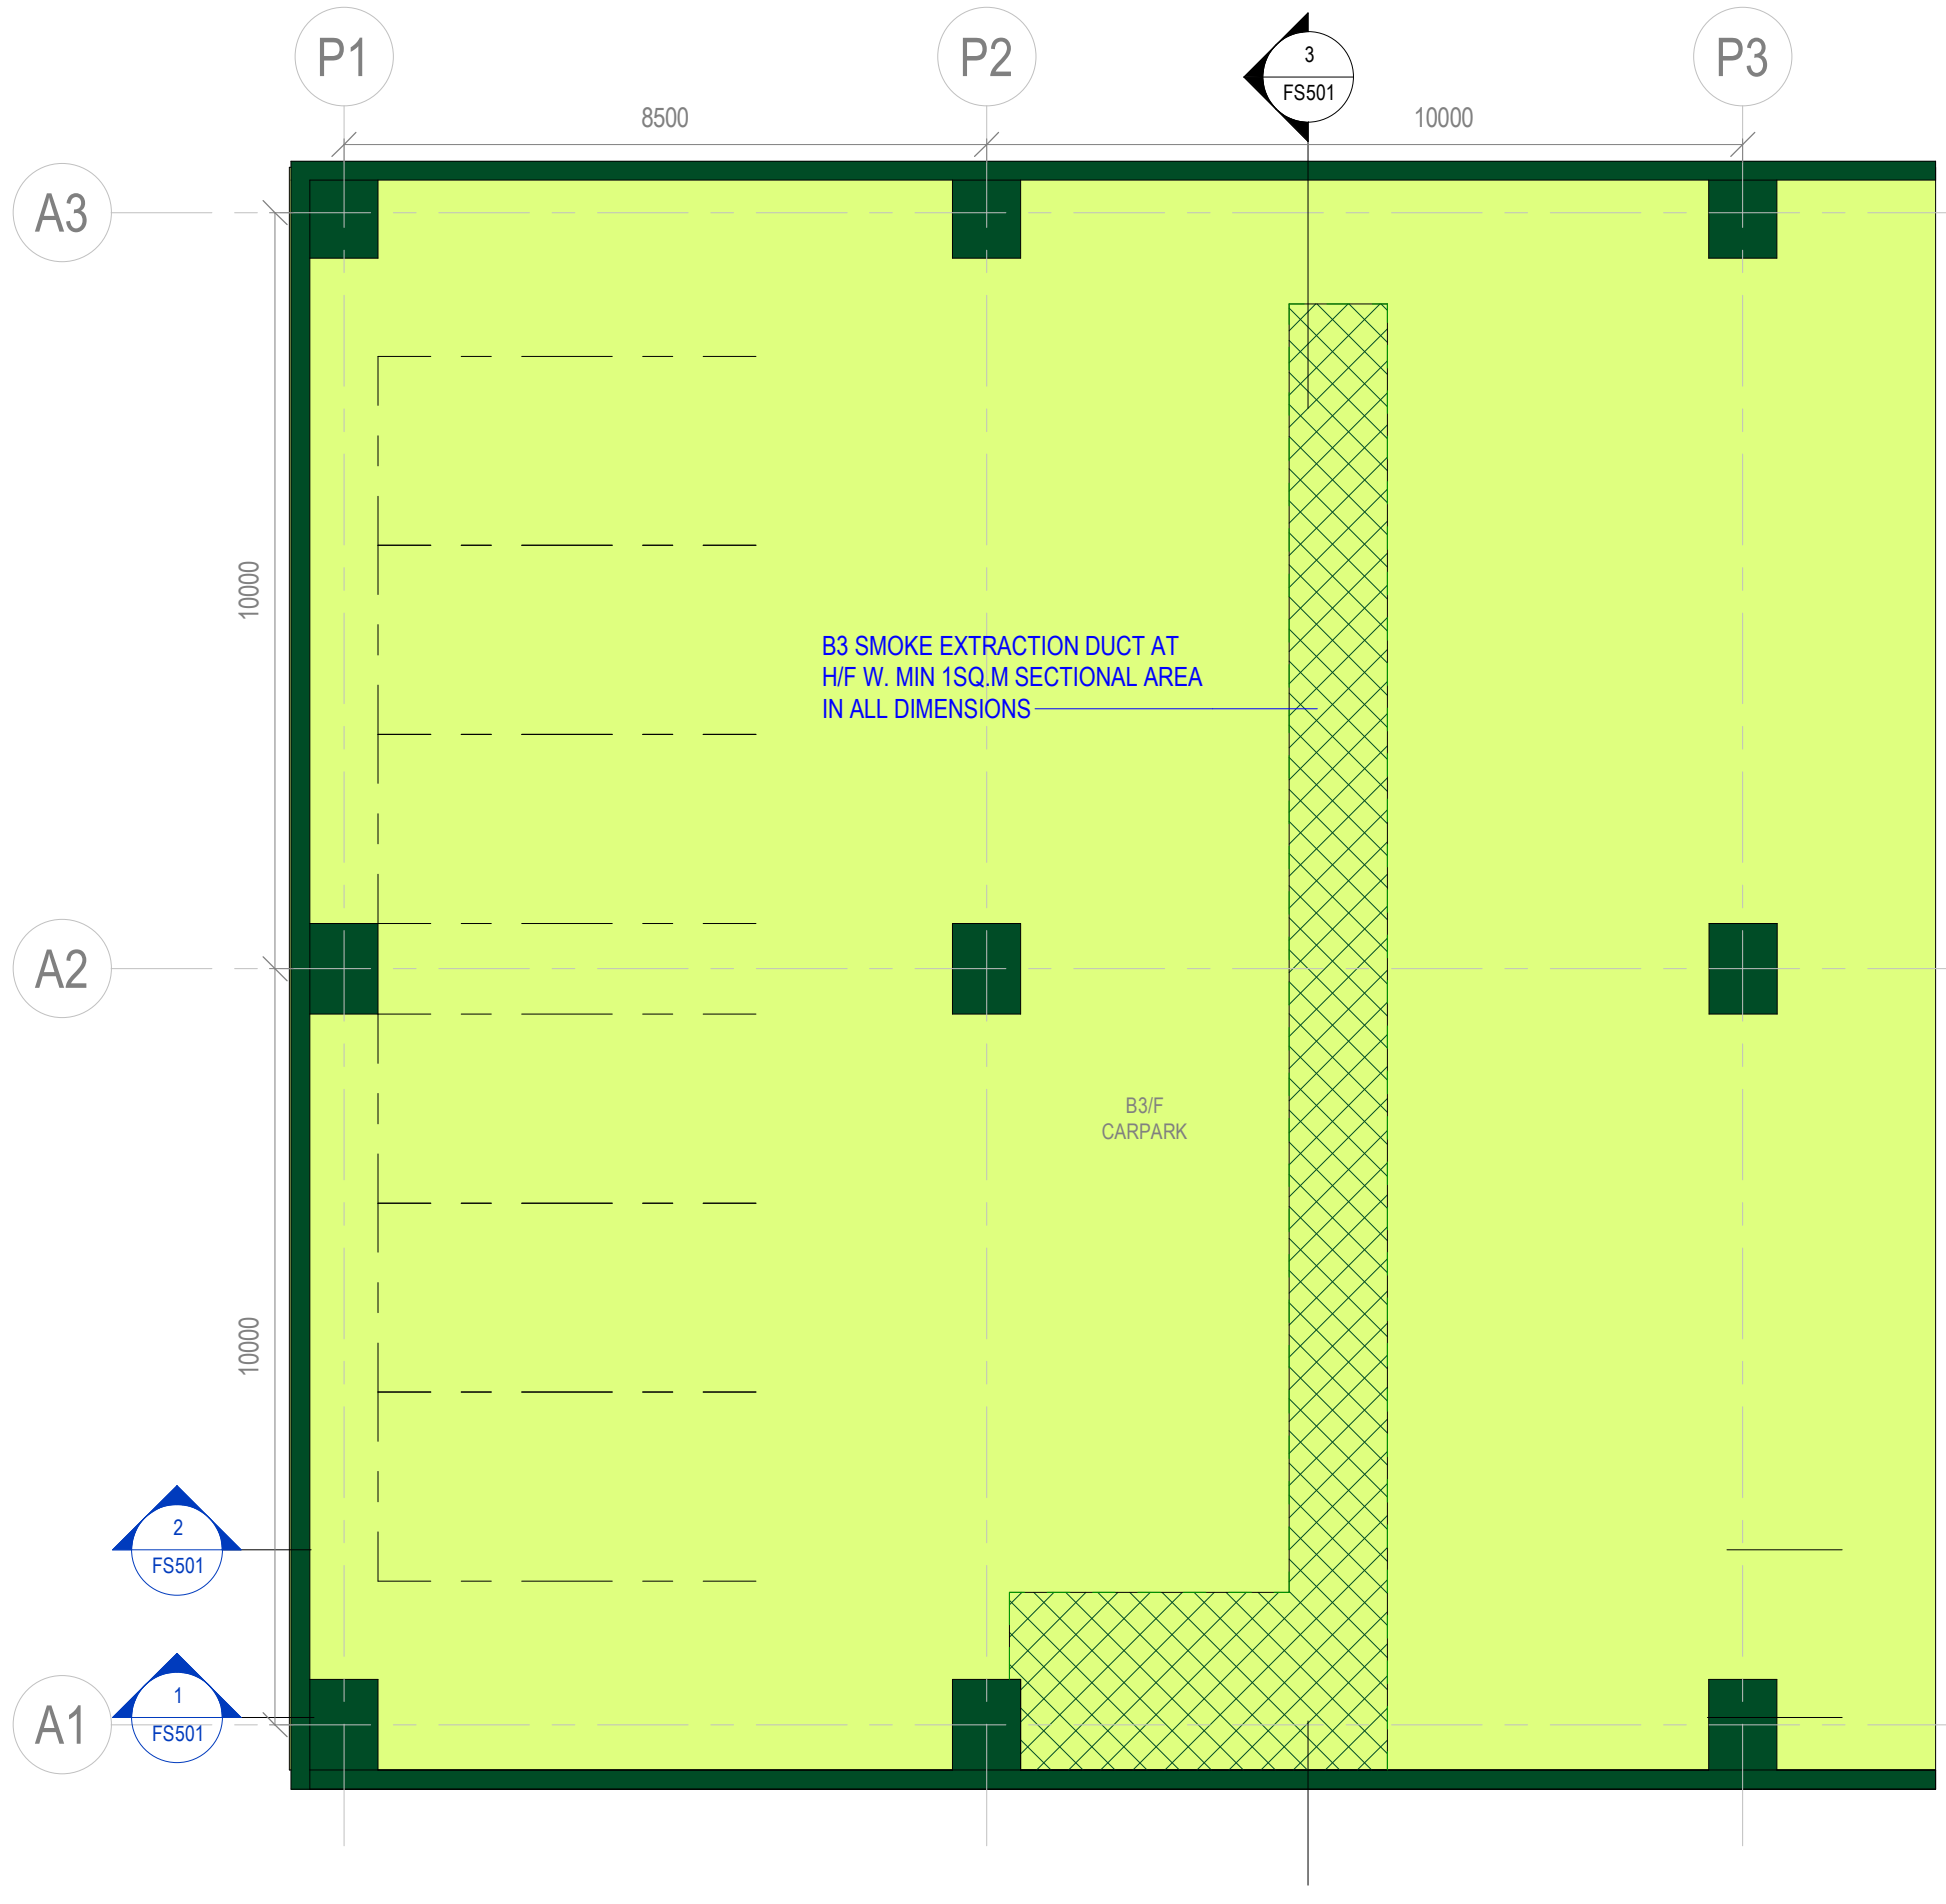 P1
P2
P3
3
FS501
8500
10000
A3
10000
B3 SMOKE EXTRACTION DUCT AT
H/F W. MIN 1SQ.M SECTIONAL AREA
IN ALL DIMENSIONS
A2
B3/F
CARPARK
10000
2
FS501
1
FS501
A1